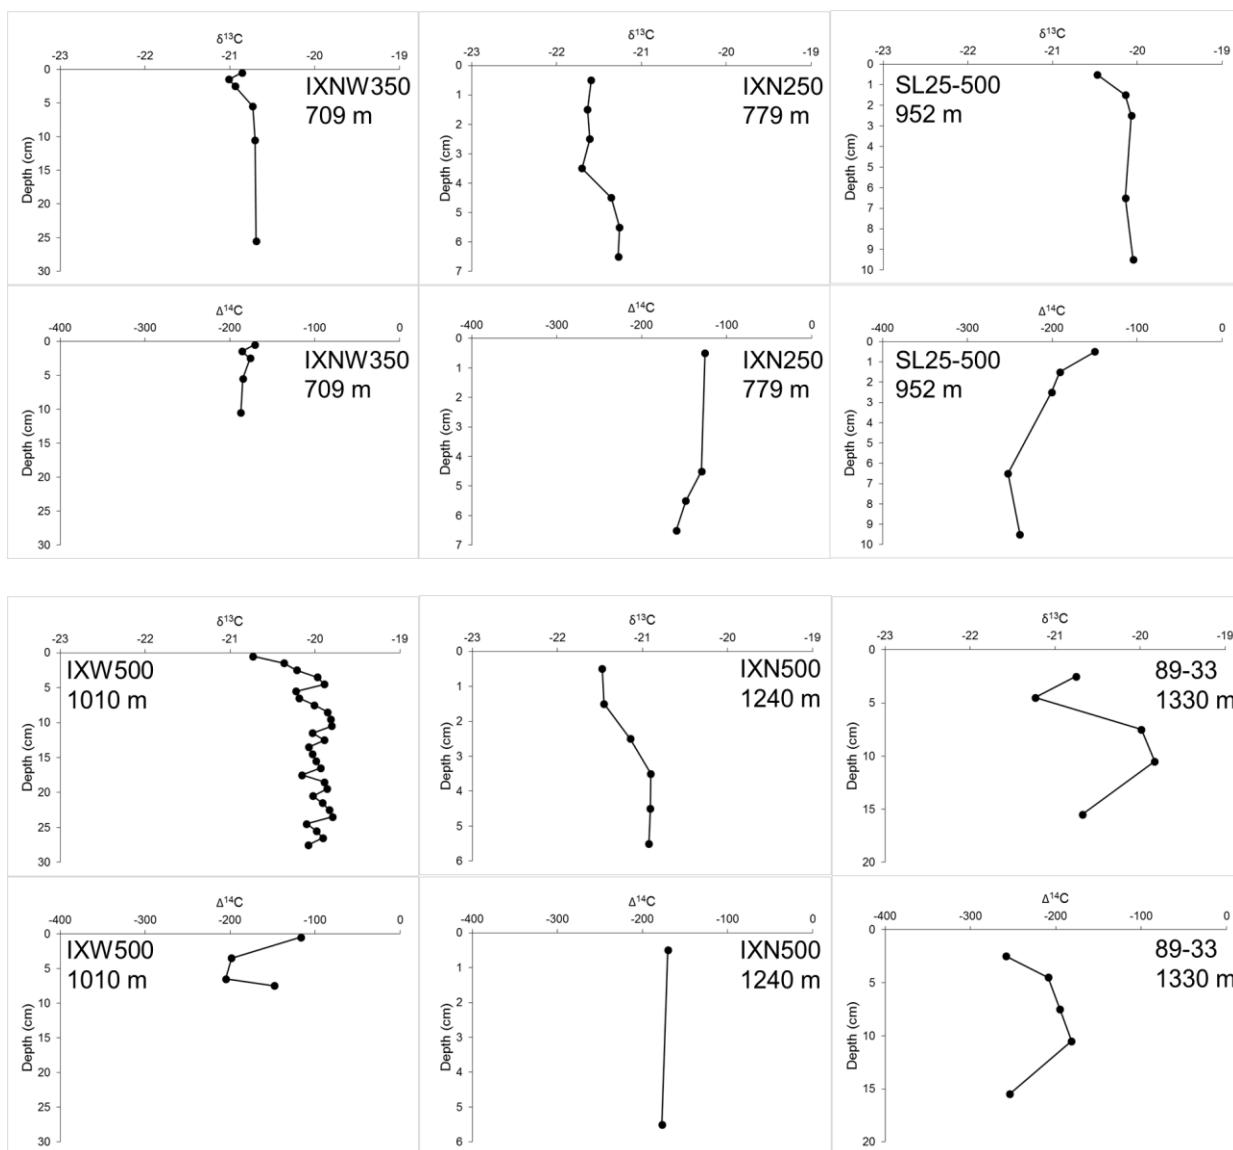 δ¹³C
-23 -22 -21 -20 -19
0
5
10
15
20
25
30
Depth (cm)
IXNW350
709 m
δ¹³C
-23 -22 -21 -20 -19
0
1
2
3
4
5
6
7
Depth (cm)
IXN250
779 m
δ¹³C
-23 -22 -21 -20 -19
0
1
2
3
4
5
6
7
8
9
10
Depth (cm)
SL25-500
952 m
Δ¹⁴C
-400 -300 -200 -100 0
0
5
10
15
20
25
30
Depth (cm)
IXNW350
709 m
Δ¹⁴C
-400 -300 -200 -100 0
0
1
2
3
4
5
6
7
Depth (cm)
IXN250
779 m
Δ¹⁴C
-400 -300 -200 -100 0
0
1
2
3
4
5
6
7
8
9
10
Depth (cm)
SL25-500
952 m
δ¹³C
-23 -22 -21 -20 -19
0
5
10
15
20
25
30
Depth (cm)
IXW500
1010 m
δ¹³C
-23 -22 -21 -20 -19
0
1
2
3
4
5
6
Depth (cm)
IXN500
1240 m
δ¹³C
-23 -22 -21 -20 -19
0
5
10
15
20
Depth (cm)
89-33
1330 m
Δ¹⁴C
-400 -300 -200 -100 0
0
5
10
15
20
25
30
Depth (cm)
IXW500
1010 m
Δ¹⁴C
-400 -300 -200 -100 0
0
1
2
3
4
5
6
Depth (cm)
IXN500
1240 m
Δ¹⁴C
-400 -300 -200 -100 0
0
5
10
15
20
Depth (cm)
89-33
1330 m